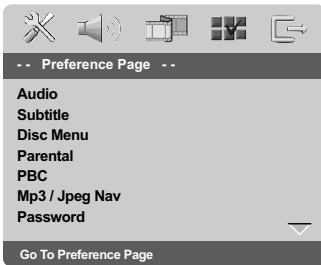 - - Preference Page - -
Audio
Subtitle
Disc Menu
Parental
PBC
Mp3 / Jpeg Nav
Password
Go To Preference Page